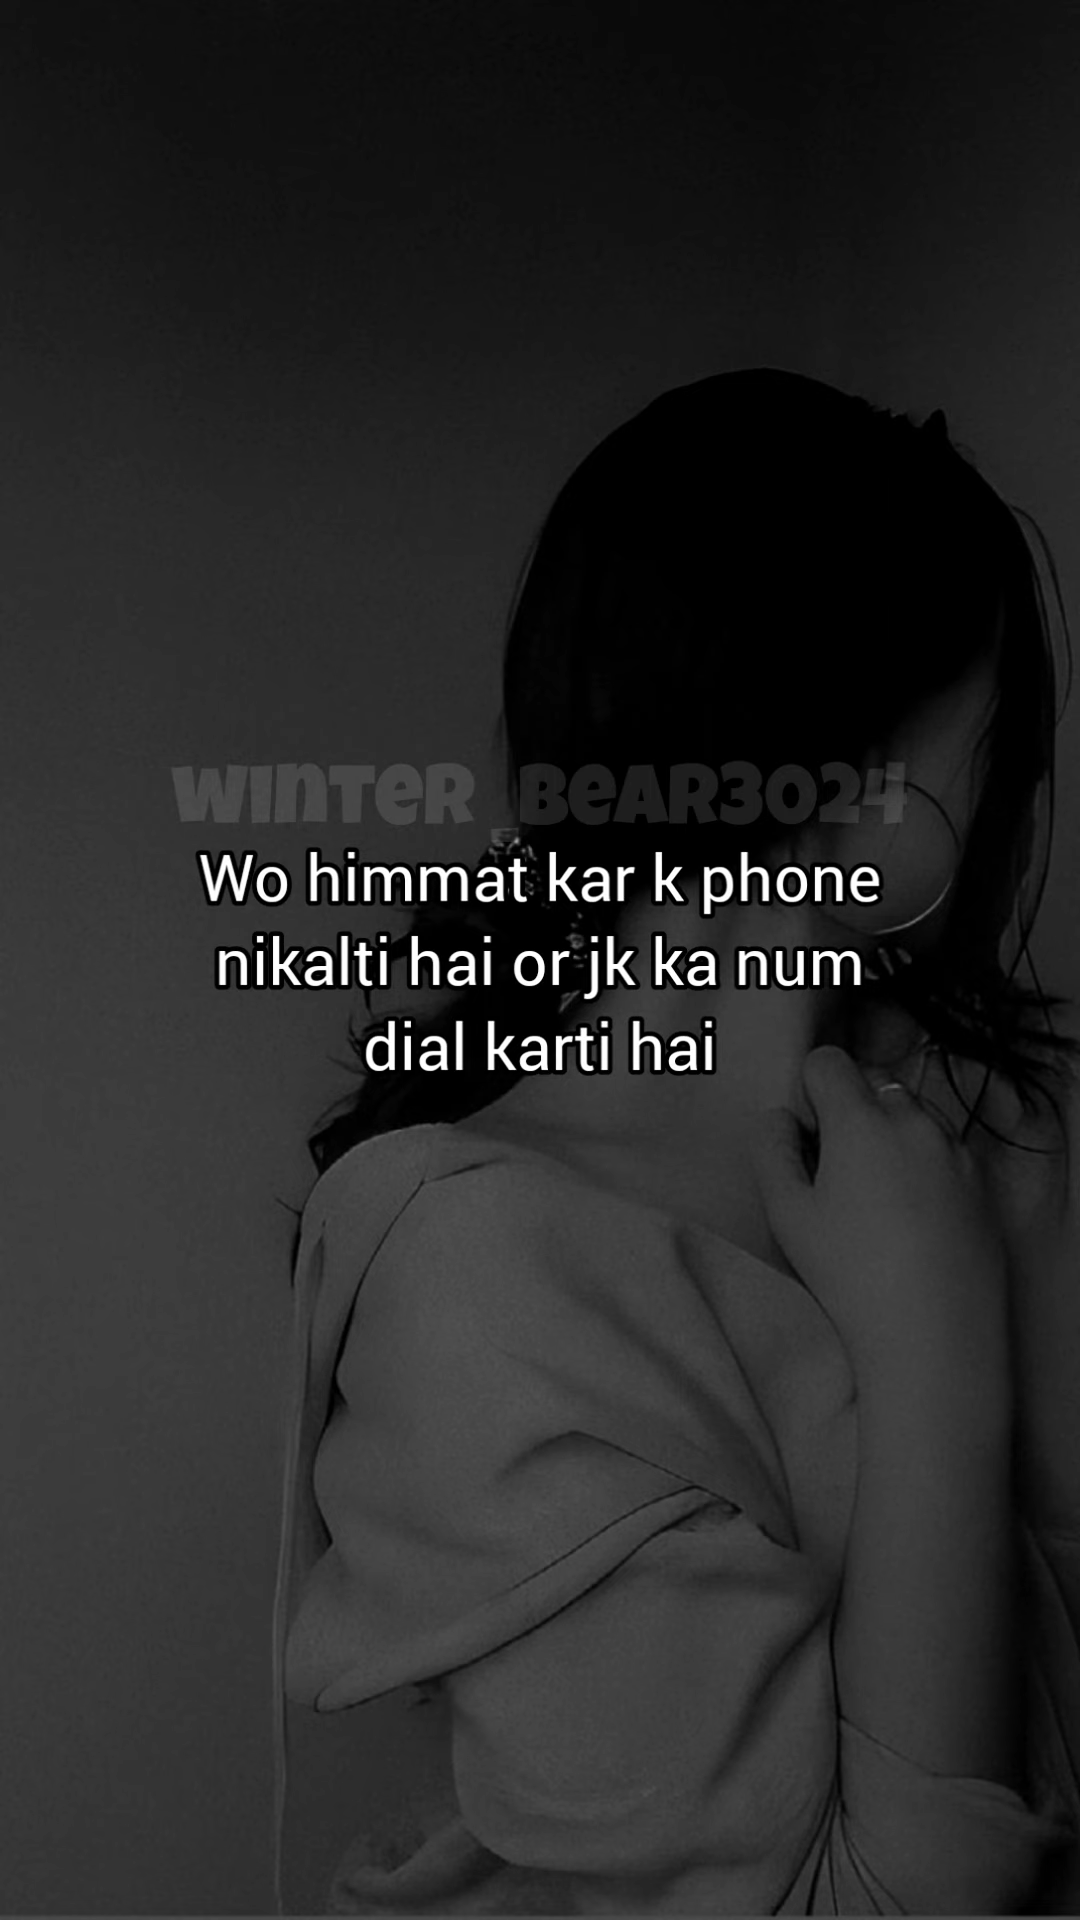 WINTER_BEAR3024
Wo himmat kar k phone
nikalti hai or jk ka num
dial karti hai